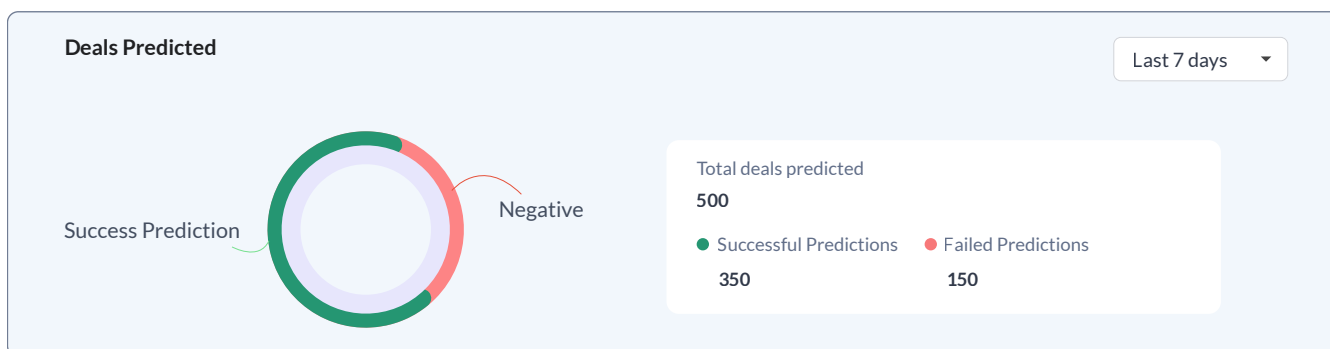 Deals Predicted
Last 7 days
Success Prediction
Negative
Total deals predicted
500
Successful Predictions
Failed Predictions
350
150